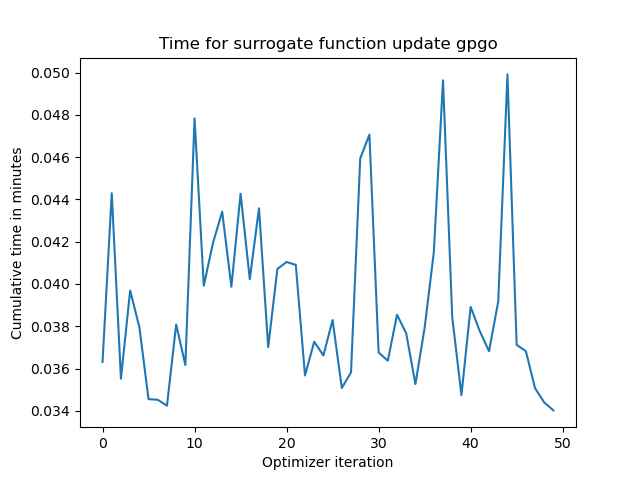 Time for surrogate function update gpgo
Cumulative time in minutes
0.050
0.048
0.046
0.044
0.042
0.040
0.038
0.036
0.034
0 10 20 30 40 50
Optimizer iteration